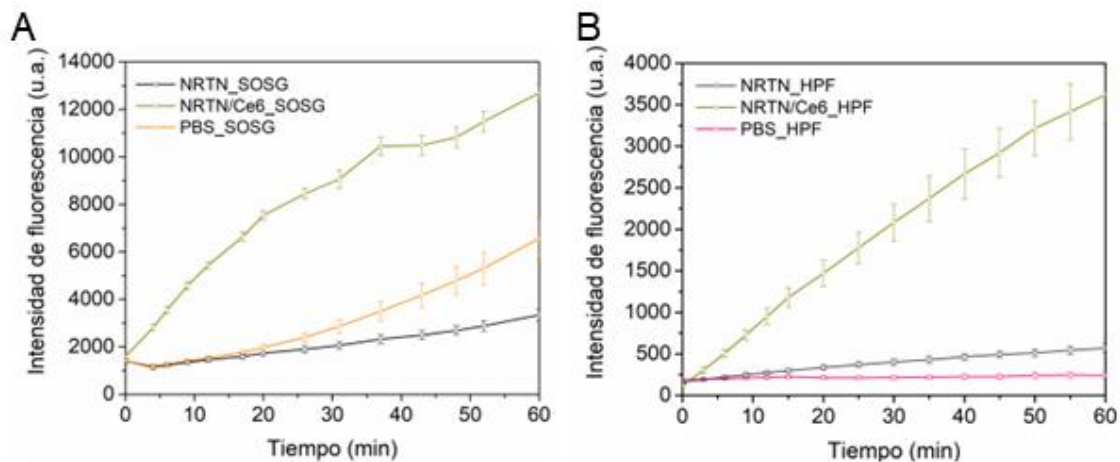 A
Intensidad de fluorescencia (u.a.)
14000
12000
10000
8000
6000
4000
2000
0
NRTN_SOSG
NRTN/Ce6_SOSG
PBS_SOSG
0 10 20 30 40 50 60
Tiempo (min)
B
Intensidad de fluorescencia (u.a.)
4000
3500
3000
2500
2000
1500
1000
500
0
NRTN_HPF
NRTN/Ce6_HPF
PBS_HPF
0 10 20 30 40 50 60
Tiempo (min)